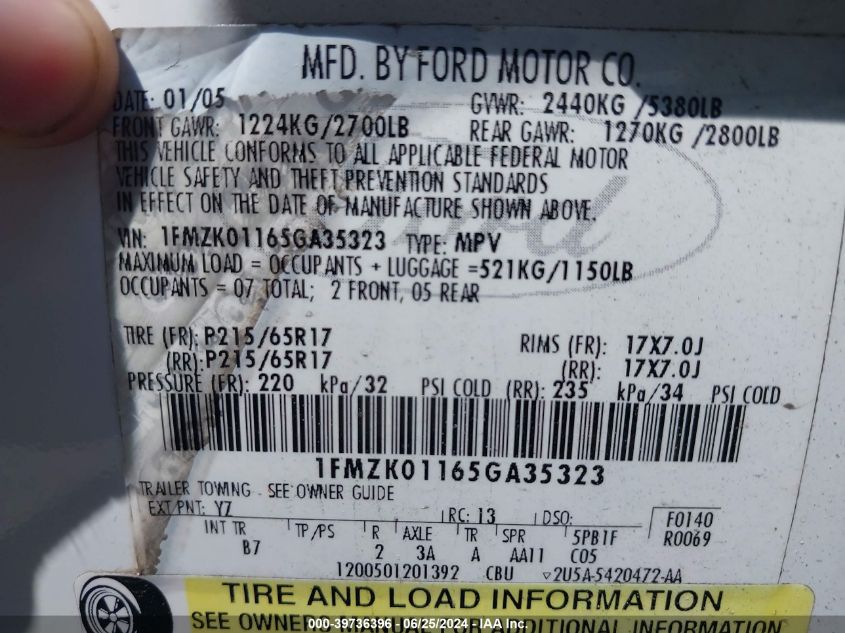 MFD. BY FORD MOTOR CO.
DATE: 01/05 GVWR: 2440KG /5380LB
FRONT GAWR: 1224KG/2700LB REAR GAWR: 1270KG /2800LB
THIS VEHICLE CONFORMS TO ALL APPLICABLE FEDERAL MOTOR
VEHICLE SAFETY AND THEFT PREVENTION STANDARDS
IN EFFECT ON THE DATE OF MANUFACTURE SHOWN ABOVE.
VIN: 1FMZK01165GA35323 TYPE: MPV
MAXIMUM LOAD = OCCUPANTS + LUGGAGE =521KG/1150LB
OCCUPANTS = 07 TOTAL; 2 FRONT, 05 REAR
TIRE (FR): P215/65R17 RIMS (FR): 17X7.0J
(RR): P215/65R17 (RR): 17X7.0J
PRESSURE (FR): 220 kPa/32 PSI COLD (RR): 235 kPa/34 PSI COLD
1FMZK01165GA35323
TRAILER TOWING - SEE OWNER GUIDE
EXT PNT: YZ RC: 13 DSO: F0140
INT TR TP/PS R AXLE TR SPR 5PB1F R0069
B7 2 3A A AA11 C05
1200501201392 CBU ▽2U5A-5420472-AA
TIRE AND LOAD INFORMATION
SEE OWNER'S MANUAL FOR ADDITIONAL INFORMATION
000-39736396 - 06/25/2024 - IAA Inc.